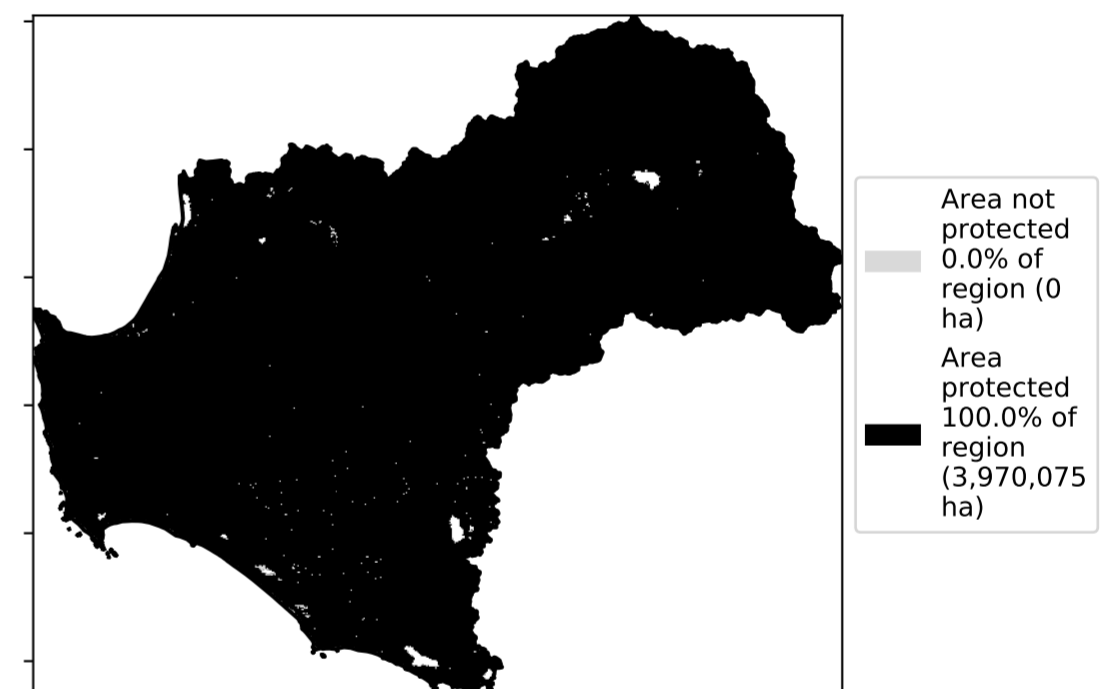 Area not
protected
0.0% of
region (0
ha)
Area
protected
100.0% of
region
(3,970,075
ha)